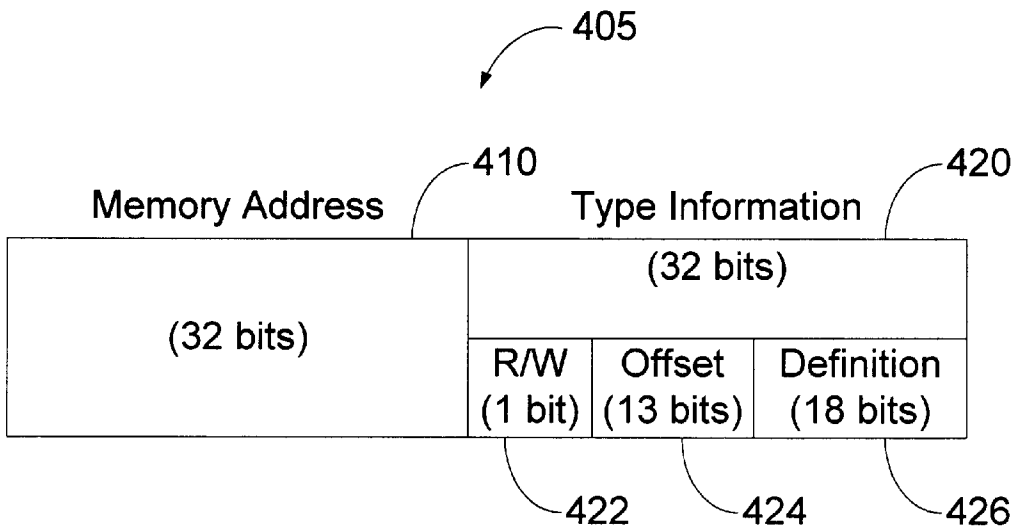 405
410
420
Memory Address
Type Information
(32 bits)
(32 bits)
R/W
(1 bit)
Offset
(13 bits)
Definition
(18 bits)
422
424
426